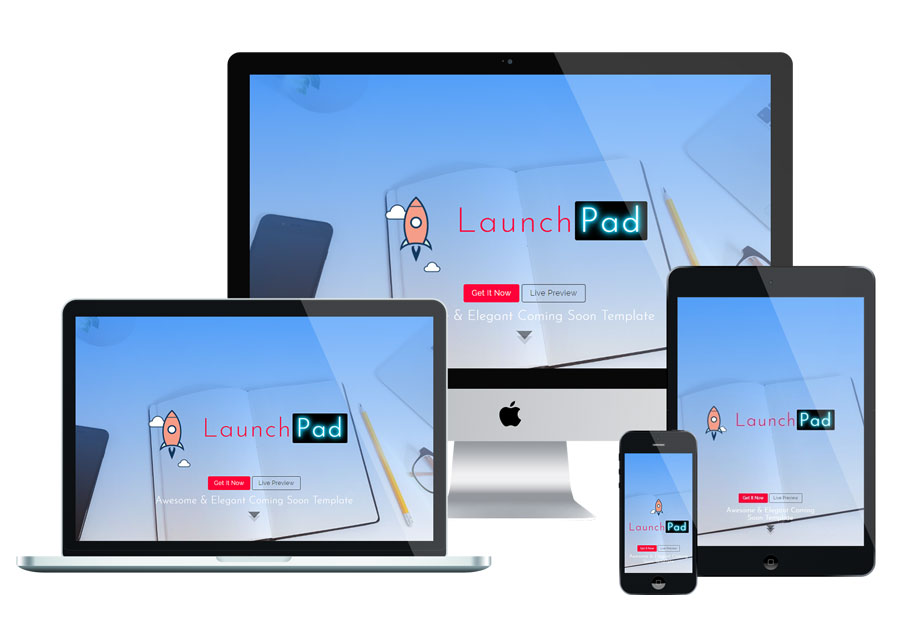 LaunchPad
Get It Now Live Preview
& Elegant Coming Soon Template
LaunchPad
Get It Now Live Preview
Awesome & Elegant Coming Soon Template
LaunchPad
Get It Now Live Preview
Awesome & Elegant Coming
Soon Template
LaunchPad
Get It Now Live Preview